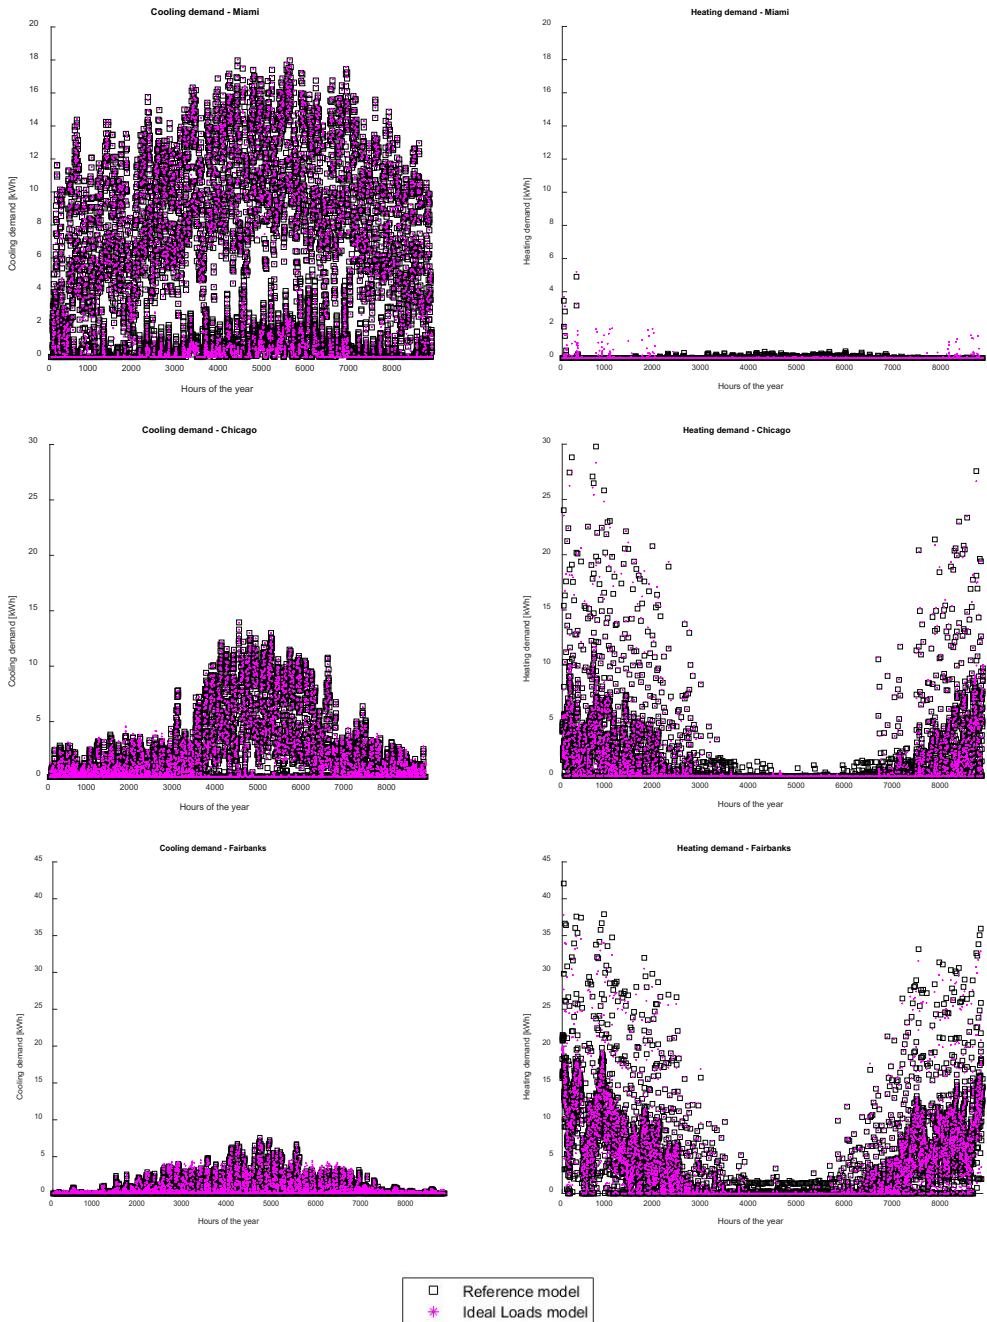 Cooling demand - Miami
20
18
16
14
12
10
8
6
4
2
0
0 1000 2000 3000 4000 5000 6000 7000 8000
Cooling demand [kWh]
Hours of the year
Heating demand - Miami
20
18
16
14
12
10
8
6
4
2
0
0 1000 2000 3000 4000 5000 6000 7000 8000
Heating demand [kWh]
Hours of the year
Cooling demand - Chicago
30
25
20
15
10
5
0
0 1000 2000 3000 4000 5000 6000 7000 8000
Cooling demand [kWh]
Hours of the year
Heating demand - Chicago
30
25
20
15
10
5
0
0 1000 2000 3000 4000 5000 6000 7000 8000
Heating demand [kWh]
Hours of the year
Cooling demand - Fairbanks
45
40
35
30
25
20
15
10
5
0
0 1000 2000 3000 4000 5000 6000 7000 8000
Cooling demand [kWh]
Hours of the year
Heating demand - Fairbanks
45
40
35
30
25
20
15
10
5
0
0 1000 2000 3000 4000 5000 6000 7000 8000
Heating demand [kWh]
Hours of the year
Reference model
Ideal Loads model